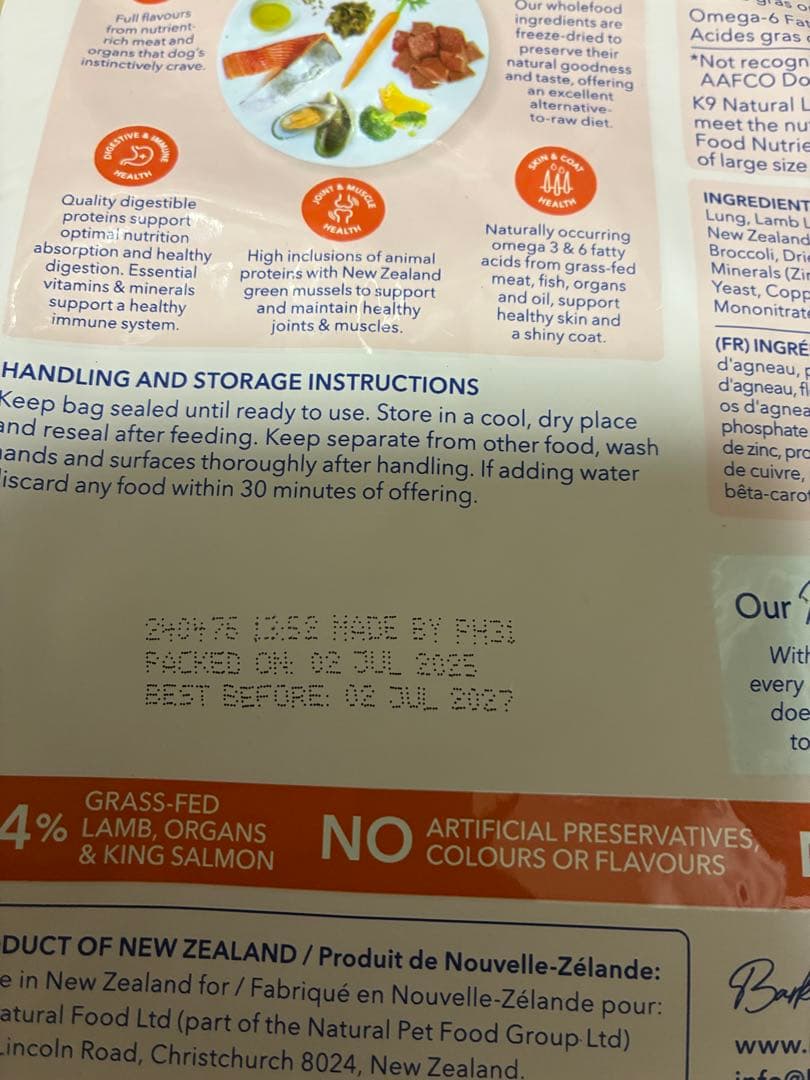 Full flavours
from nutrient-
rich meat and
organs that dog's
instinctively crave.
Our wholefood
ingredients are
freeze-dried to
preserve their
natural goodness
and taste, offering
an excellent
alternative-
to-raw diet.
DIGESTIVE & IMMUNE
HEALTH
Quality digestible
proteins support
optimal nutrition
absorption and healthy
digestion. Essential
vitamins & minerals
support a healthy
immune system.
JOINT & MUSCLE
HEALTH
High inclusions of animal
proteins with New Zealand
green mussels to support
and maintain healthy
joints & muscles.
SKIN & COAT
HEALTH
Naturally occurring
omega 3 & 6 fatty
acids from grass-fed
meat, fish, organs
and oil, support
healthy skin and
a shiny coat.
HANDLING AND STORAGE INSTRUCTIONS
Keep bag sealed until ready to use. Store in a cool, dry place
and reseal after feeding. Keep separate from other food, wash
ands and surfaces thoroughly after handling. If adding water
iscard any food within 30 minutes of offering.
MADE BY PH31
PACKED ON: 02 JUL 2025
BEST BEFORE: 02 JUL 2027
4% GRASS-FED
LAMB, ORGANS
& KING SALMON
NO ARTIFICIAL PRESERVATIVES,
COLOURS OR FLAVOURS
DUCT OF NEW ZEALAND / Produit de Nouvelle-Zélande:
e in New Zealand for / Fabriqué en Nouvelle-Zélande pour:
atural Food Ltd (part of the Natural Pet Food Group Ltd)
Lincoln Road, Christchurch 8024, New Zealand.
Omega-6 Fat
Acides gras
*Not recogn
AAFCO Do
K9 Natural L
meet the nu
Food Nutrie
of large size
INGREDIENT
Lung, Lamb L
New Zealand
Broccoli, Drie
Minerals (Zin
Yeast, Copp
Mononitrate
(FR) INGRÉ
d'agneau, p
d'agneau, fl
os d'agnea
phosphate
de zinc, pro
de cuivre,
bêta-carot
Our
With
every
doe
to
www.